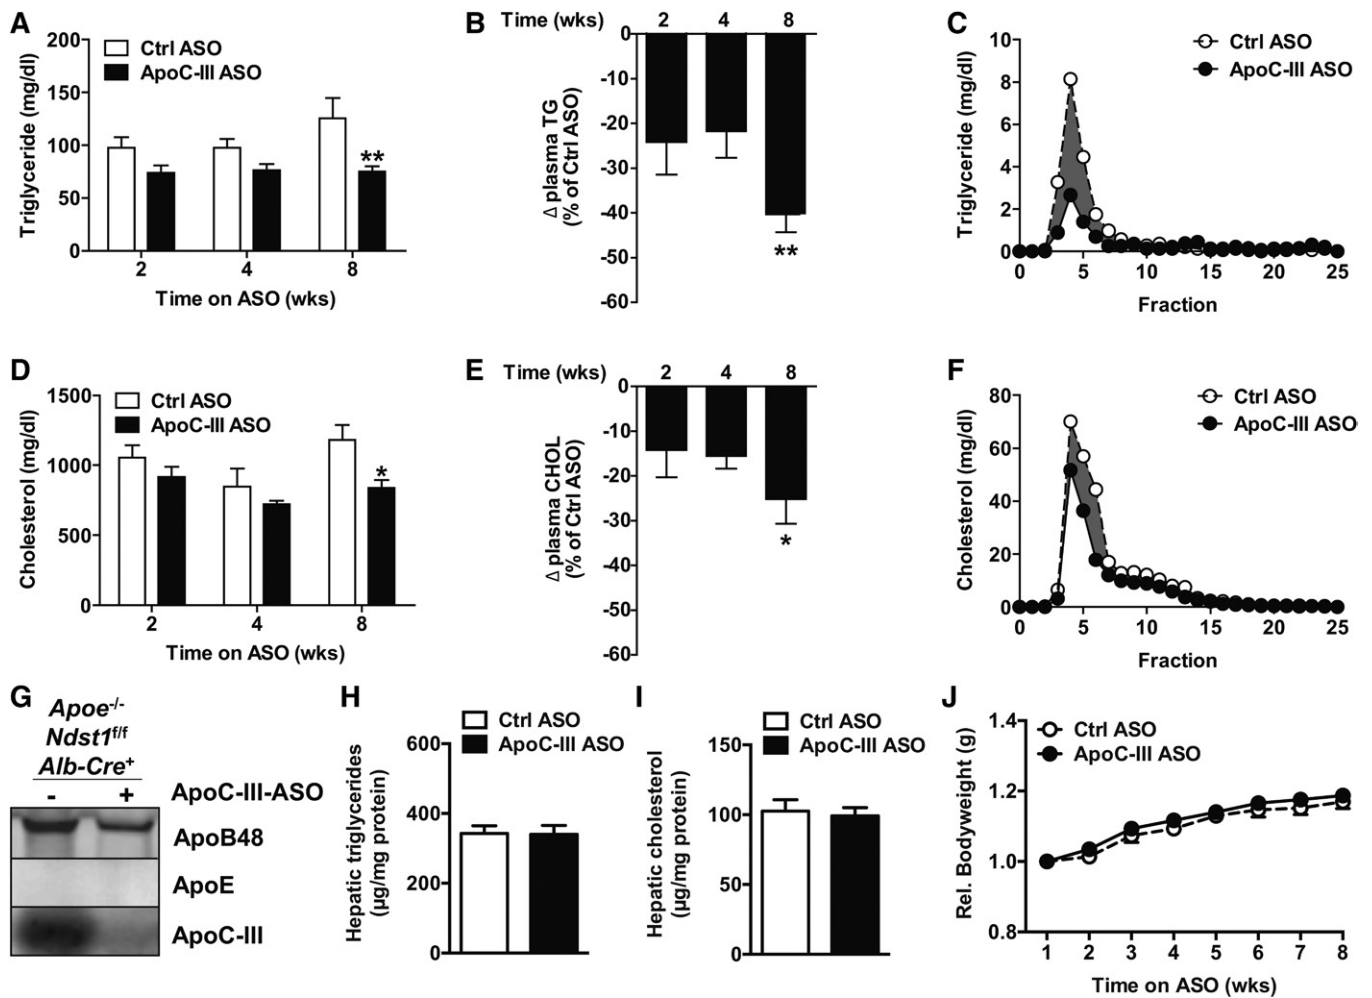 A
Triglyceride (mg/dl)
200
150
100
50
0
Ctrl ASO
ApoC-III ASO
**
2 4 8
Time on ASO (wks)
B
Time (wks) 2 4 8
Δ plasma TG
(% of Ctrl ASO)
0
-10
-20
-30
-40
-50
-60
**
C
Triglyceride (mg/dl)
10
8
6
4
2
0
Ctrl ASO
ApoC-III ASO
0 5 10 15 20 25
Fraction
D
Cholesterol (mg/dl)
1500
1000
500
0
Ctrl ASO
ApoC-III ASO
*
2 4 8
Time on ASO (wks)
E
Time (wks) 2 4 8
Δ plasma CHOL
(% of Ctrl ASO)
0
-10
-20
-30
-40
-50
-60
*
F
Cholesterol (mg/dl)
80
60
40
20
0
Ctrl ASO
ApoC-III ASO
0 5 10 15 20 25
Fraction
G
Apoe-/-
Ndst1f/f
Alb-Cre+
- + ApoC-III-ASO
ApoB48
ApoE
ApoC-III
H
Hepatic triglycerides
(µg/mg protein)
600
400
200
0
Ctrl ASO
ApoC-III ASO
I
Hepatic cholesterol
(µg/mg protein)
150
100
50
0
Ctrl ASO
ApoC-III ASO
J
Rel. Bodyweight (g)
1.4
1.2
1.0
0.8
Ctrl ASO
ApoC-III ASO
1 2 3 4 5 6 7 8
Time on ASO (wks)